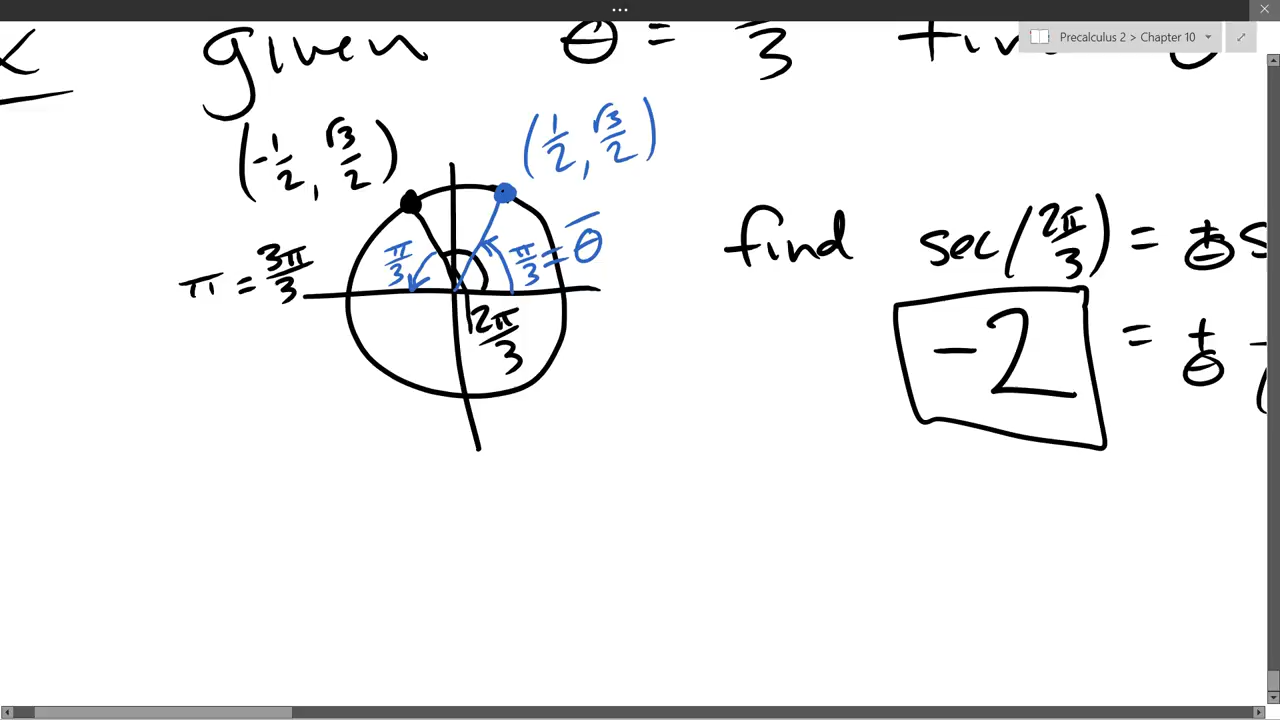 Precalculus 2 > Chapter 10
given θ = /3
(-1/2, √3/2)
(1/2, √3/2)
π = 3π/3
π/3
π/3 = θ̅
2π/3
find sec(2π/3) = ±
-2 = ±